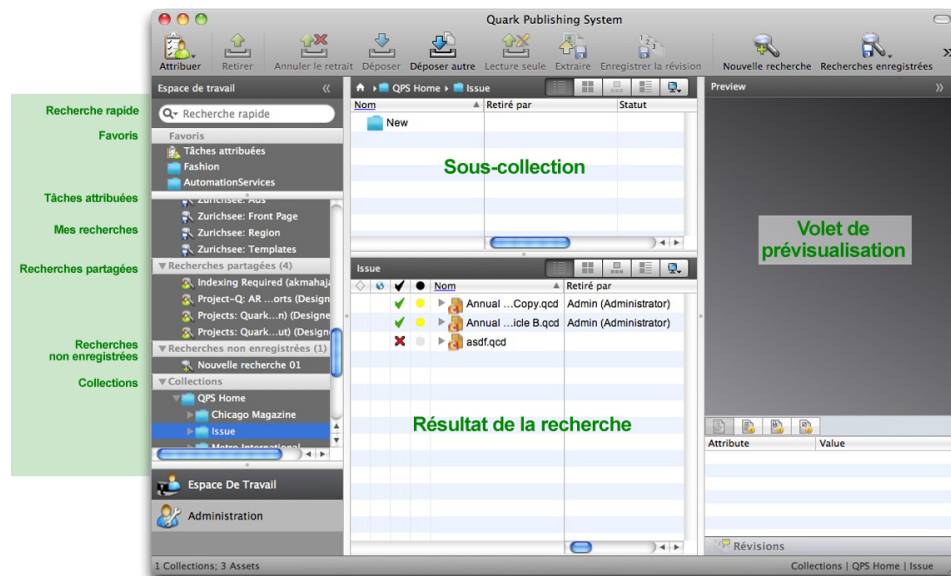 Quark Publishing System
Attribuer Retirer Annuler le retrait Déposer Déposer autre Lecture seule Extraire Enregistrer la révision Nouvelle recherche Recherches enregistrées
Espace de travail
QPS Home Issue
Preview
Recherche rapide
Favoris
Tâches attribuées
Mes recherches
Recherches partagées
Recherches
non enregistrées
Collections
Recherche rapide
Favoris
Tâches attribuées
Fashion
AutomationServices
Zurichsee: Ads
Zurichsee: Front Page
Zurichsee: Region
Zurichsee: Templates
Recherches partagées (4)
Indexing Required (akmahaja
Project-Q: AR ...orts (Design
Projects: Quark...n) (Designe
Projects: Quark...ut) (Design
Recherches non enregistrées (1)
Nouvelle recherche 01
Collections
QPS Home
Chicago Magazine
Issue
Metro International
Espace De Travail
Administration
Nom Retiré par Statut
New
Sous-collection
Issue
Nom Retiré par
Annual ...Copy.qcd Admin (Administrator)
Annual ...icle B.qcd Admin (Administrator)
asdf.qcd
Résultat de la recherche
Volet de
prévisualisation
Attribute Value
Révisions
1 Collections; 3 Assets
Collections | QPS Home | Issue